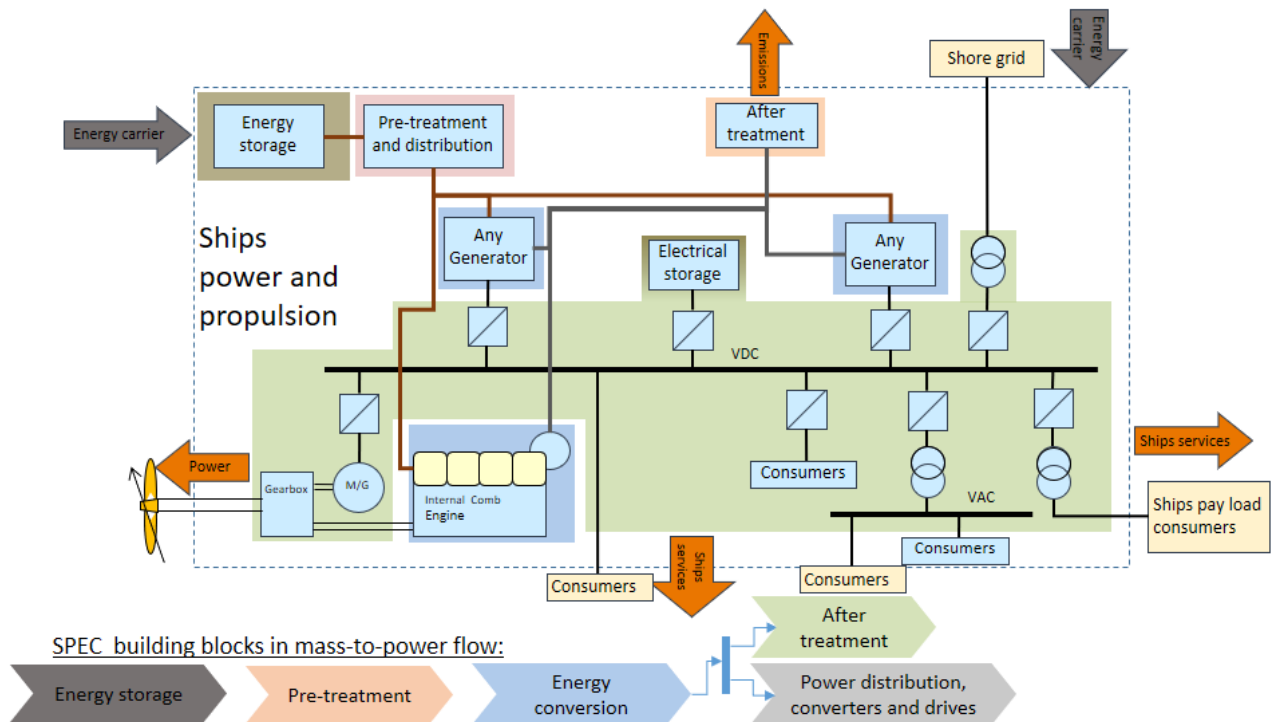 Emissions
Energy
carrier
Shore grid
Energy carrier
Energy
storage
Pre-treatment
and distribution
After
treatment
Ships
power and
propulsion
Any
Generator
Electrical
storage
Any
Generator
VDC
Power
Gearbox
M/G
Internal Comb
Engine
Consumers
VAC
Ships services
Ships pay load
consumers
Consumers
Consumers
Ships
services
Consumers
SPEC building blocks in mass-to-power flow:
After
treatment
Energy storage
Pre-treatment
Energy
conversion
Power distribution,
converters and drives